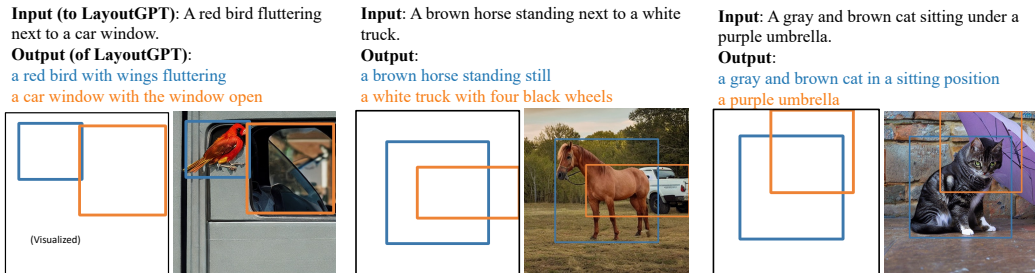 Input (to LayoutGPT): A red bird fluttering
next to a car window.
Output (of LayoutGPT):
a red bird with wings fluttering
a car window with the window open
(Visualized)
Input: A brown horse standing next to a white
truck.
Output:
a brown horse standing still
a white truck with four black wheels
Input: A gray and brown cat sitting under a
purple umbrella.
Output:
a gray and brown cat in a sitting position
a purple umbrella